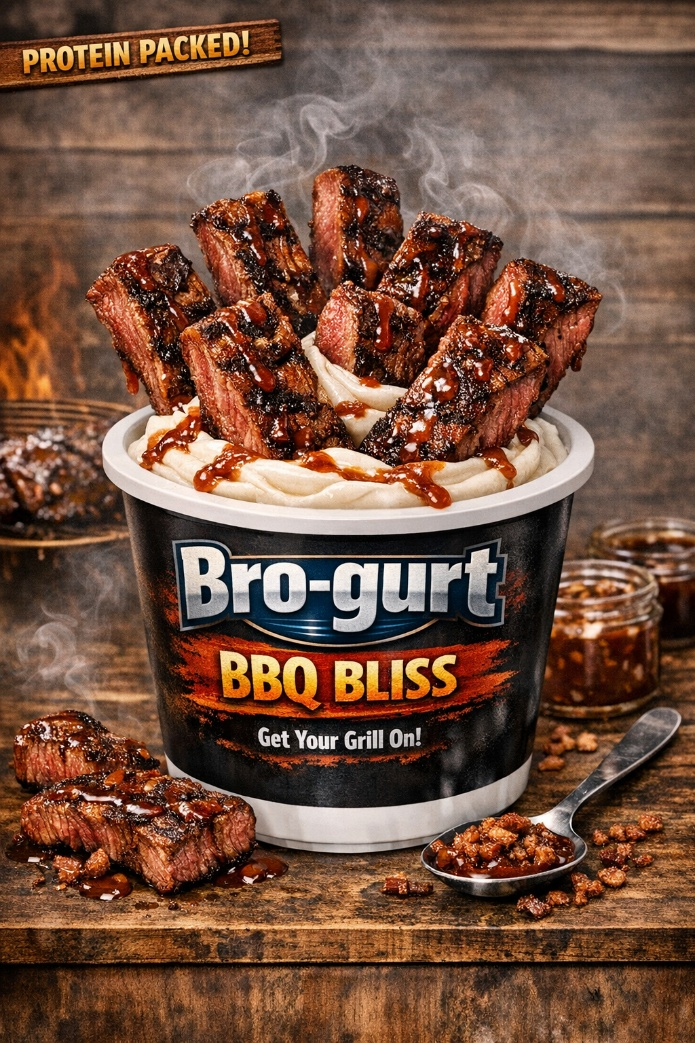 PROTEIN PACKED!
Bro-gurt
BBQ BLISS
Get Your Grill On!